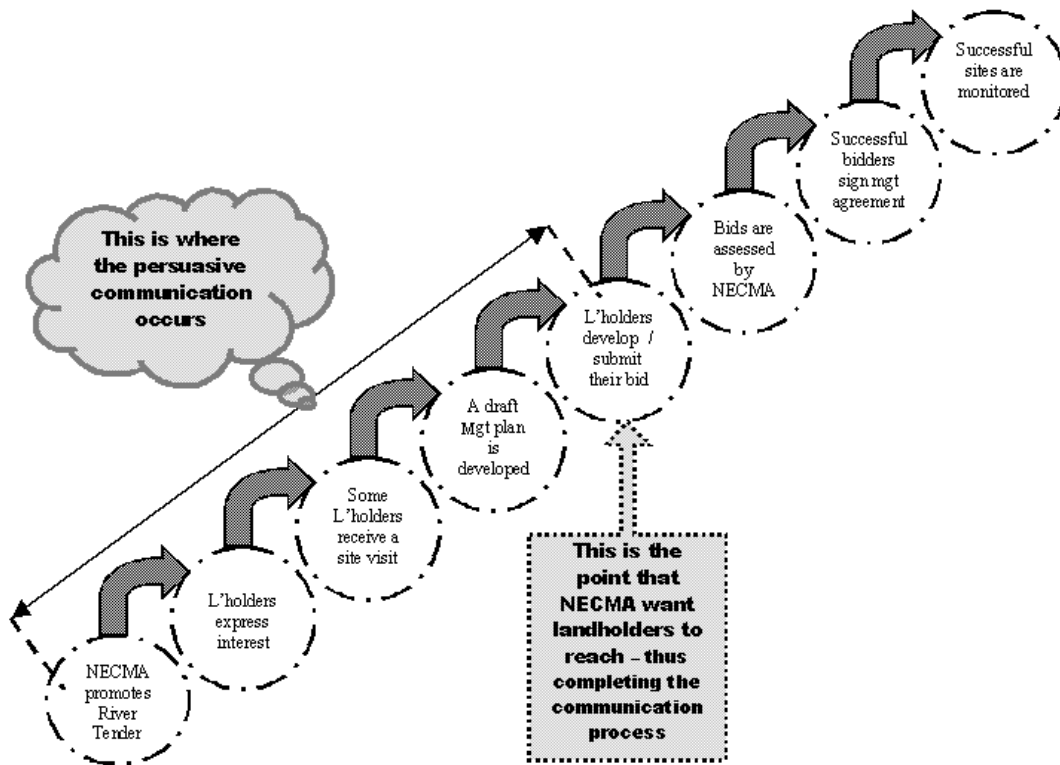 Successful
sites are
monitored
Successful
bidders
sign mgt
agreement
Bids are
assessed
by
NECMA
This is where
the persuasive
communication
occurs
L'holders
develop /
submit
their bid
A draft
Mgt plan
is
developed
Some
L'holders
receive a
site visit
L'holders
express
interest
NECMA
promotes
River
Tender
This is the
point that
NECMA want
landholders to
reach – thus
completing the
communication
process